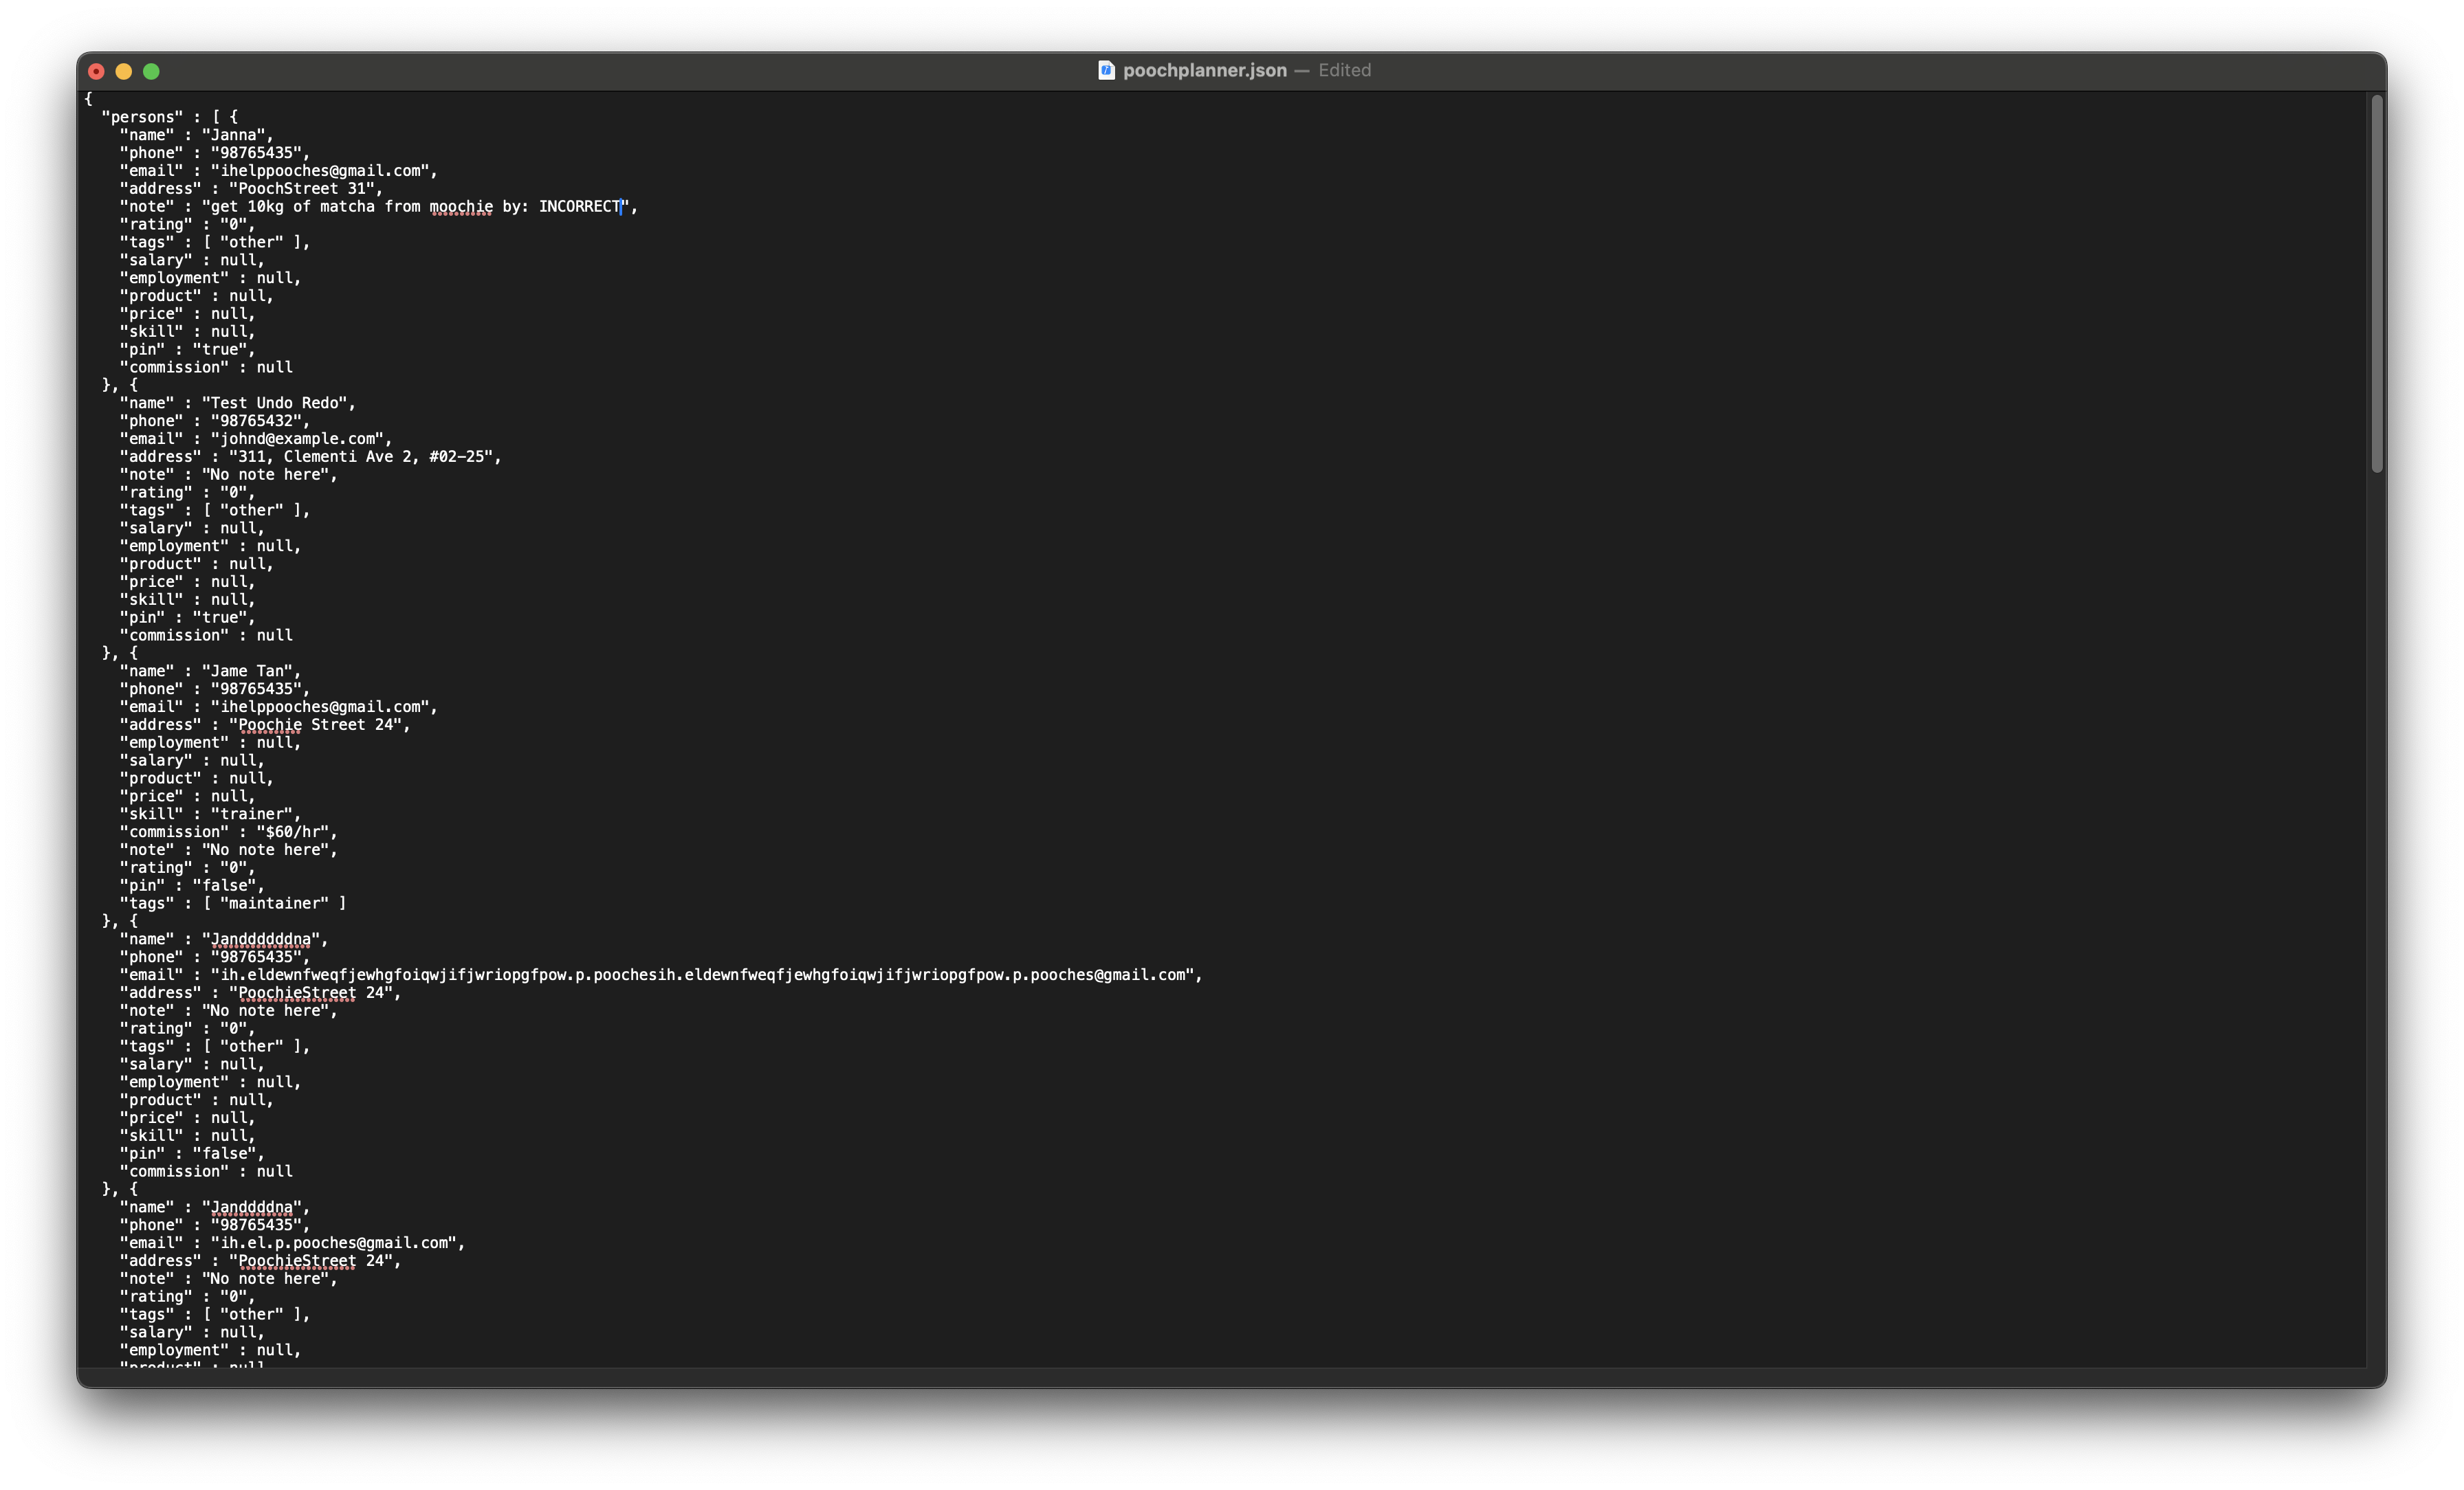 poochplanner.json — Edited
{
"persons" : [ {
"name" : "Janna",
"phone" : "98765435",
"email" : "ihelppooches@gmail.com",
"address" : "PoochStreet 31",
"note" : "get 10kg of matcha from moochie by: INCORRECT",
"rating" : "0",
"tags" : [ "other" ],
"salary" : null,
"employment" : null,
"product" : null,
"price" : null,
"skill" : null,
"pin" : "true",
"commission" : null
}, {
"name" : "Test Undo Redo",
"phone" : "98765432",
"email" : "johnd@example.com",
"address" : "311, Clementi Ave 2, #02-25",
"note" : "No note here",
"rating" : "0",
"tags" : [ "other" ],
"salary" : null,
"employment" : null,
"product" : null,
"price" : null,
"skill" : null,
"pin" : "true",
"commission" : null
}, {
"name" : "Jame Tan",
"phone" : "98765435",
"email" : "ihelppooches@gmail.com",
"address" : "Poochie Street 24",
"employment" : null,
"salary" : null,
"product" : null,
"price" : null,
"skill" : "trainer",
"commission" : "$60/hr",
"note" : "No note here",
"rating" : "0",
"pin" : "false",
"tags" : [ "maintainer" ]
}, {
"name" : "Janddddddna",
"phone" : "98765435",
"email" : "ih.eldewnfweqfjewhgfoiqwjifjwriopgfpow.p.poochesih.eldewnfweqfjewhgfoiqwjifjwriopgfpow.p.pooches@gmail.com",
"address" : "PoochieStreet 24",
"note" : "No note here",
"rating" : "0",
"tags" : [ "other" ],
"salary" : null,
"employment" : null,
"product" : null,
"price" : null,
"skill" : null,
"pin" : "false",
"commission" : null
}, {
"name" : "Janddddna",
"phone" : "98765435",
"email" : "ih.el.p.pooches@gmail.com",
"address" : "PoochieStreet 24",
"note" : "No note here",
"rating" : "0",
"tags" : [ "other" ],
"salary" : null,
"employment" : null,
"product" : null